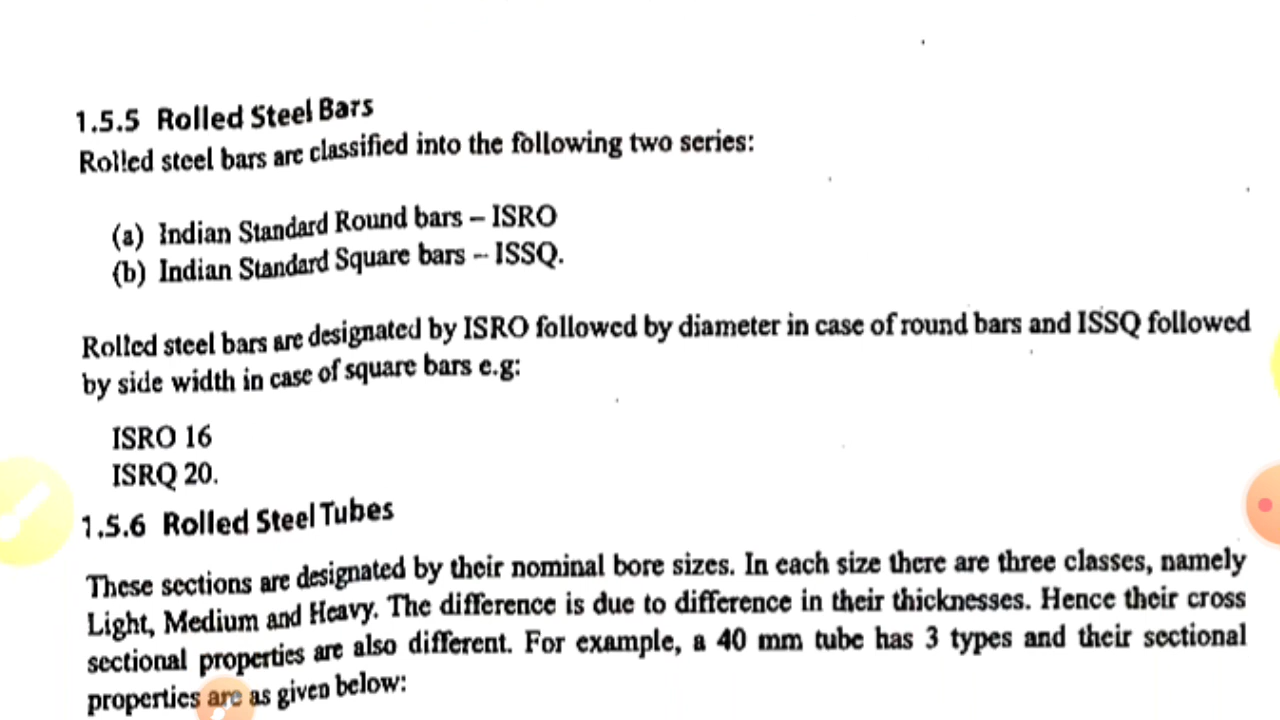 1.5.5 Rolled Steel Bars
Rolled steel bars are classified into the following two series:
(a) Indian Standard Round bars – ISRO
(b) Indian Standard Square bars – ISSQ.
Rolled steel bars are designated by ISRO followed by diameter in case of round bars and ISSQ followed
by side width in case of square bars e.g:
ISRO 16
ISRQ 20.
1.5.6 Rolled Steel Tubes
These sections are designated by their nominal bore sizes. In each size there are three classes, namely
Light, Medium and Heavy. The difference is due to difference in their thicknesses. Hence their cross
sectional properties are also different. For example, a 40 mm tube has 3 types and their sectional
properties are as given below: